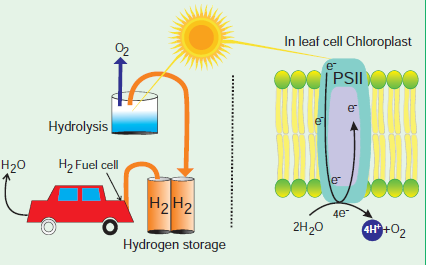 O₂
Hydrolysis
H₂O
H₂ Fuel cell
H₂ H₂
Hydrogen storage
In leaf cell Chloroplast
e⁻
PSII
e⁻
e⁻
e⁻
4e⁻
2H₂O
4H⁺+O₂